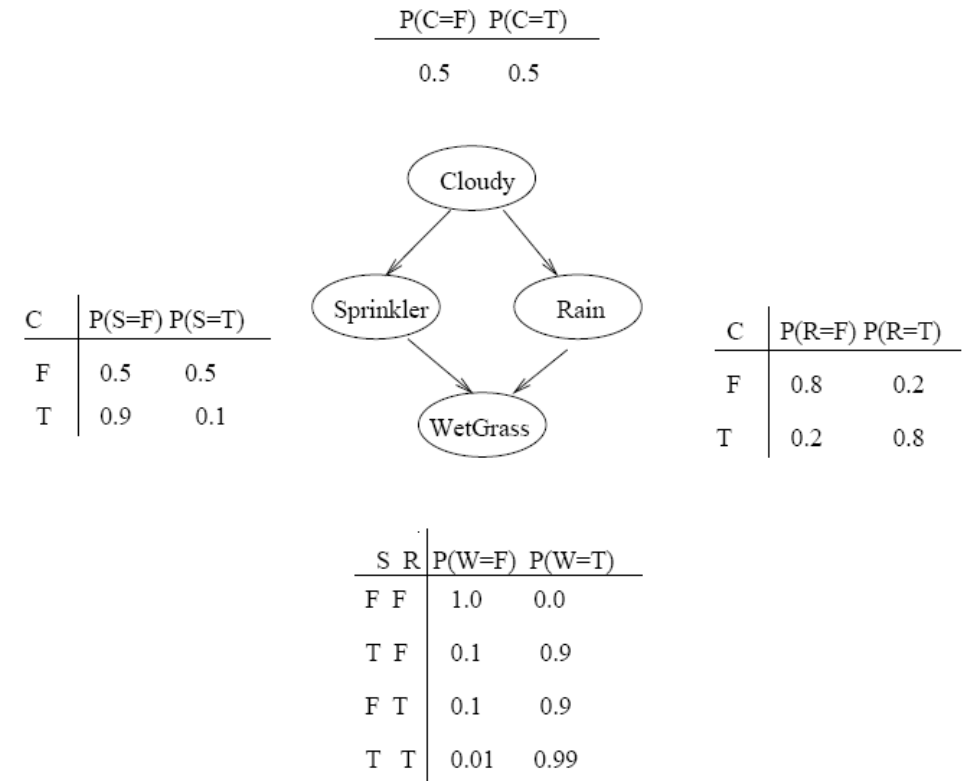 P(C=F) P(C=T)
0.5 0.5
Cloudy
Sprinkler Rain
WetGrass
C P(S=F) P(S=T)
F 0.5 0.5
T 0.9 0.1
C P(R=F) P(R=T)
F 0.8 0.2
T 0.2 0.8
S R P(W=F) P(W=T)
F F 1.0 0.0
T F 0.1 0.9
F T 0.1 0.9
T T 0.01 0.99